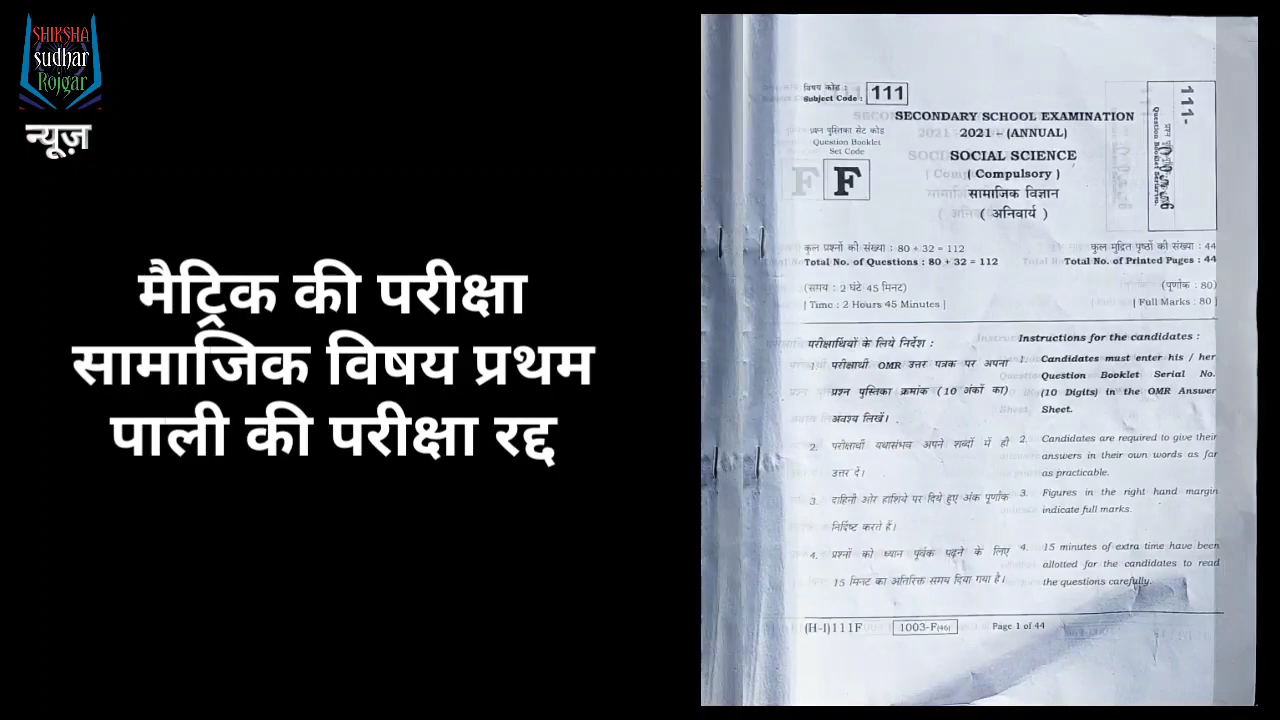 SHIKSHA
sudhar
Rojgar
न्यूज़
मैट्रिक की परीक्षा
सामाजिक विषय प्रथम
पाली की परीक्षा रद्द
विषय कोड :
Subject Code :
111
SECONDARY SCHOOL EXAMINATION
2021 – (ANNUAL)
प्रश्न पुस्तिका सेट कोड
Question Booklet
Set Code
F
SOCIAL SCIENCE
( Compulsory )
सामाजिक विज्ञान
( अनिवार्य )
111-
Question Booklet Serial No.
कुल प्रश्नों की संख्या : 80 + 32 = 112
Total No. of Questions : 80 + 32 = 112
कुल मुद्रित पृष्ठों की संख्या : 44
Total No. of Printed Pages : 44
(समय : 2 घंटे 45 मिनट)
[ Time : 2 Hours 45 Minutes ]
(पूर्णांक : 80)
[ Full Marks : 80 ]
परीक्षार्थियों के लिये निर्देश :
1. परीक्षार्थी OMR उत्तर पत्रक पर अपना
प्रश्न पुस्तिका क्रमांक (10 अंकों का)
अवश्य लिखें।
2. परीक्षार्थी यथासंभव अपने शब्दों में ही
उत्तर दें।
3. दाहिनी ओर हाशिये पर दिये हुए अंक पूर्णांक
निर्दिष्ट करते हैं।
4. प्रश्नों को ध्यान पूर्वक पढ़ने के लिए
15 मिनट का अतिरिक्त समय दिया गया है।
Instructions for the candidates :
1. Candidates must enter his / her
Question Booklet Serial No.
(10 Digits) in the OMR Answer
Sheet.
2. Candidates are required to give their
answers in their own words as far
as practicable.
3. Figures in the right hand margin
indicate full marks.
4. 15 minutes of extra time have been
allotted for the candidates to read
the questions carefully.
(H-I)111F
1003-F(46)
Page 1 of 44